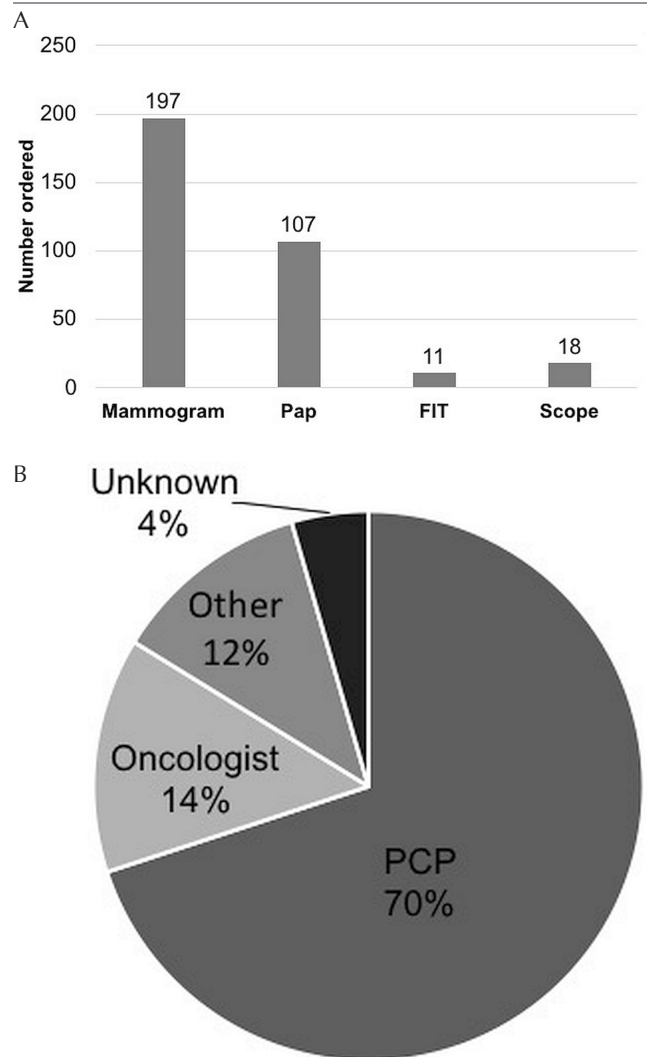 A
250
200
150
100
50
0
Number ordered
197
107
11
18
Mammogram Pap FIT Scope
B
Unknown
4%
Other
12%
Oncologist
14%
PCP
70%